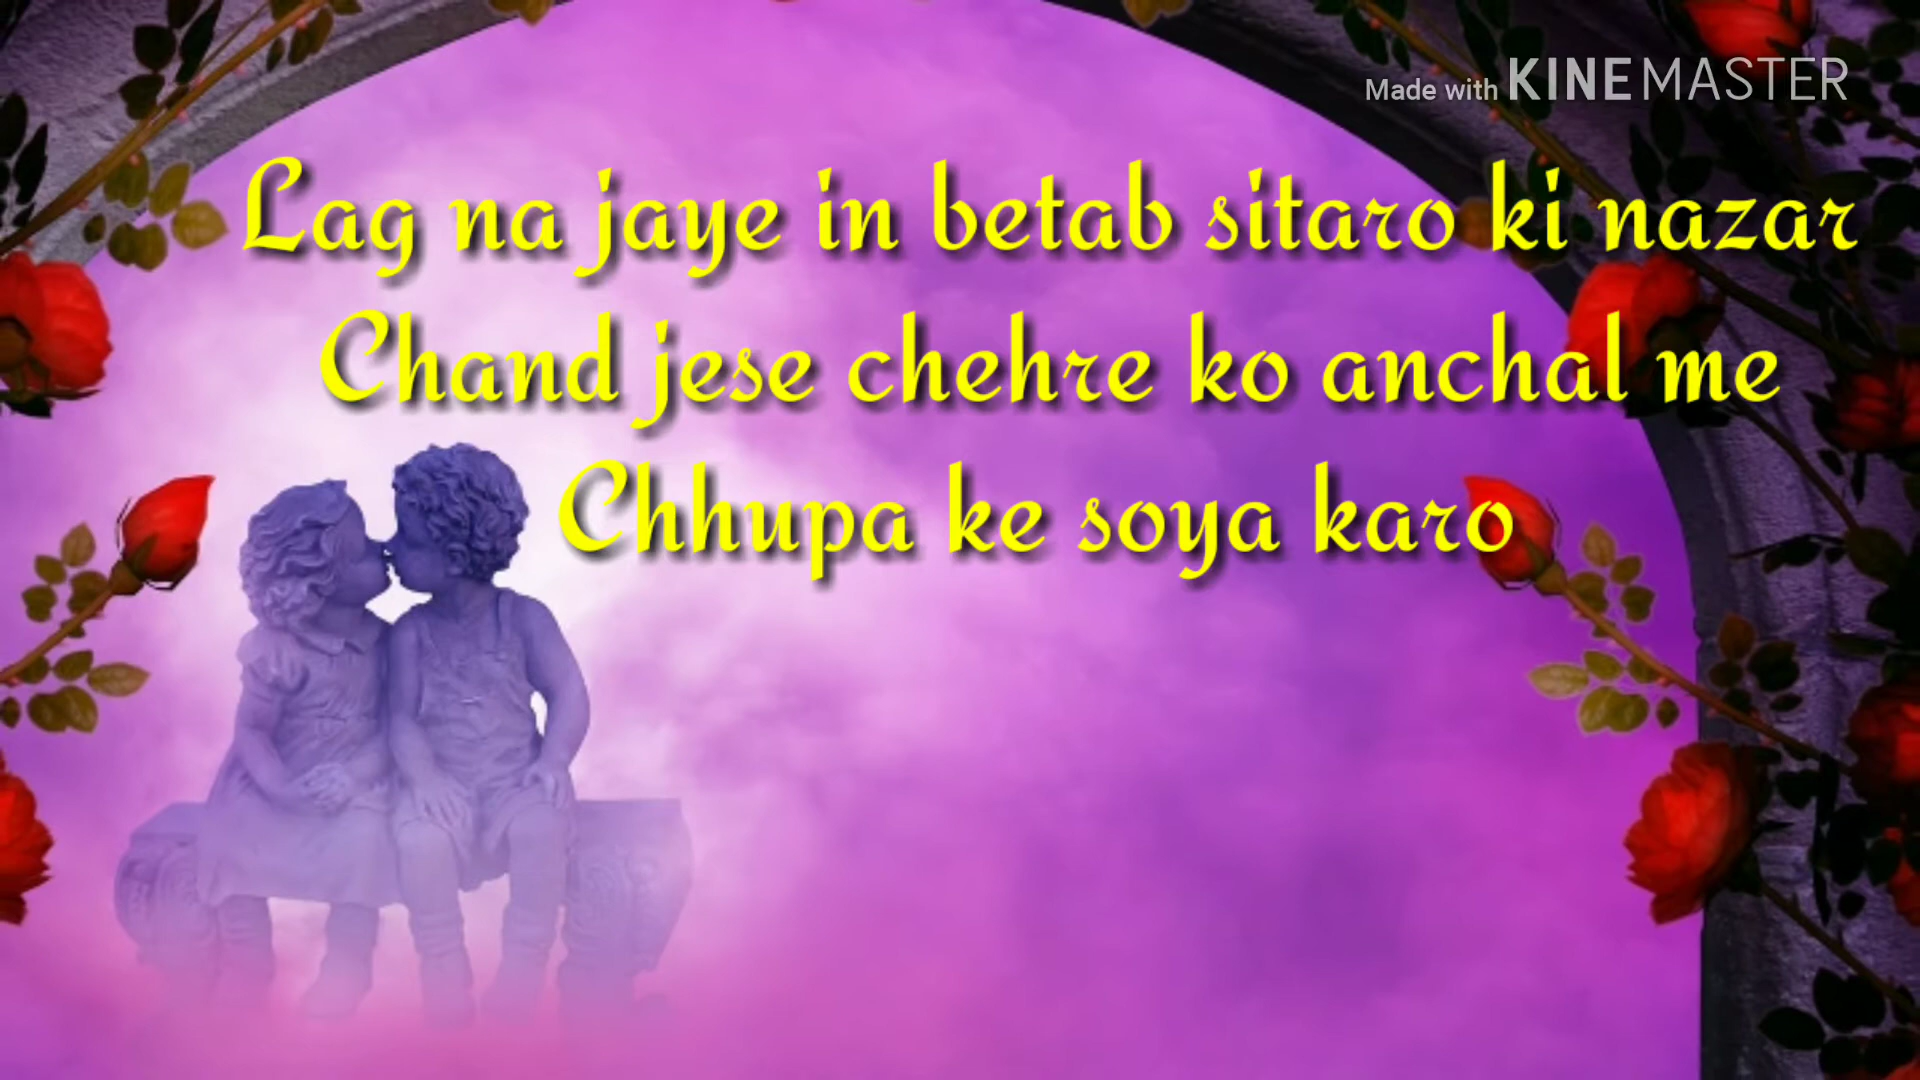 Made with KINEMASTER
Lag na jaye in betab sitaro ki nazar
Chand jese chehre ko anchal me
Chhupa ke soya karo